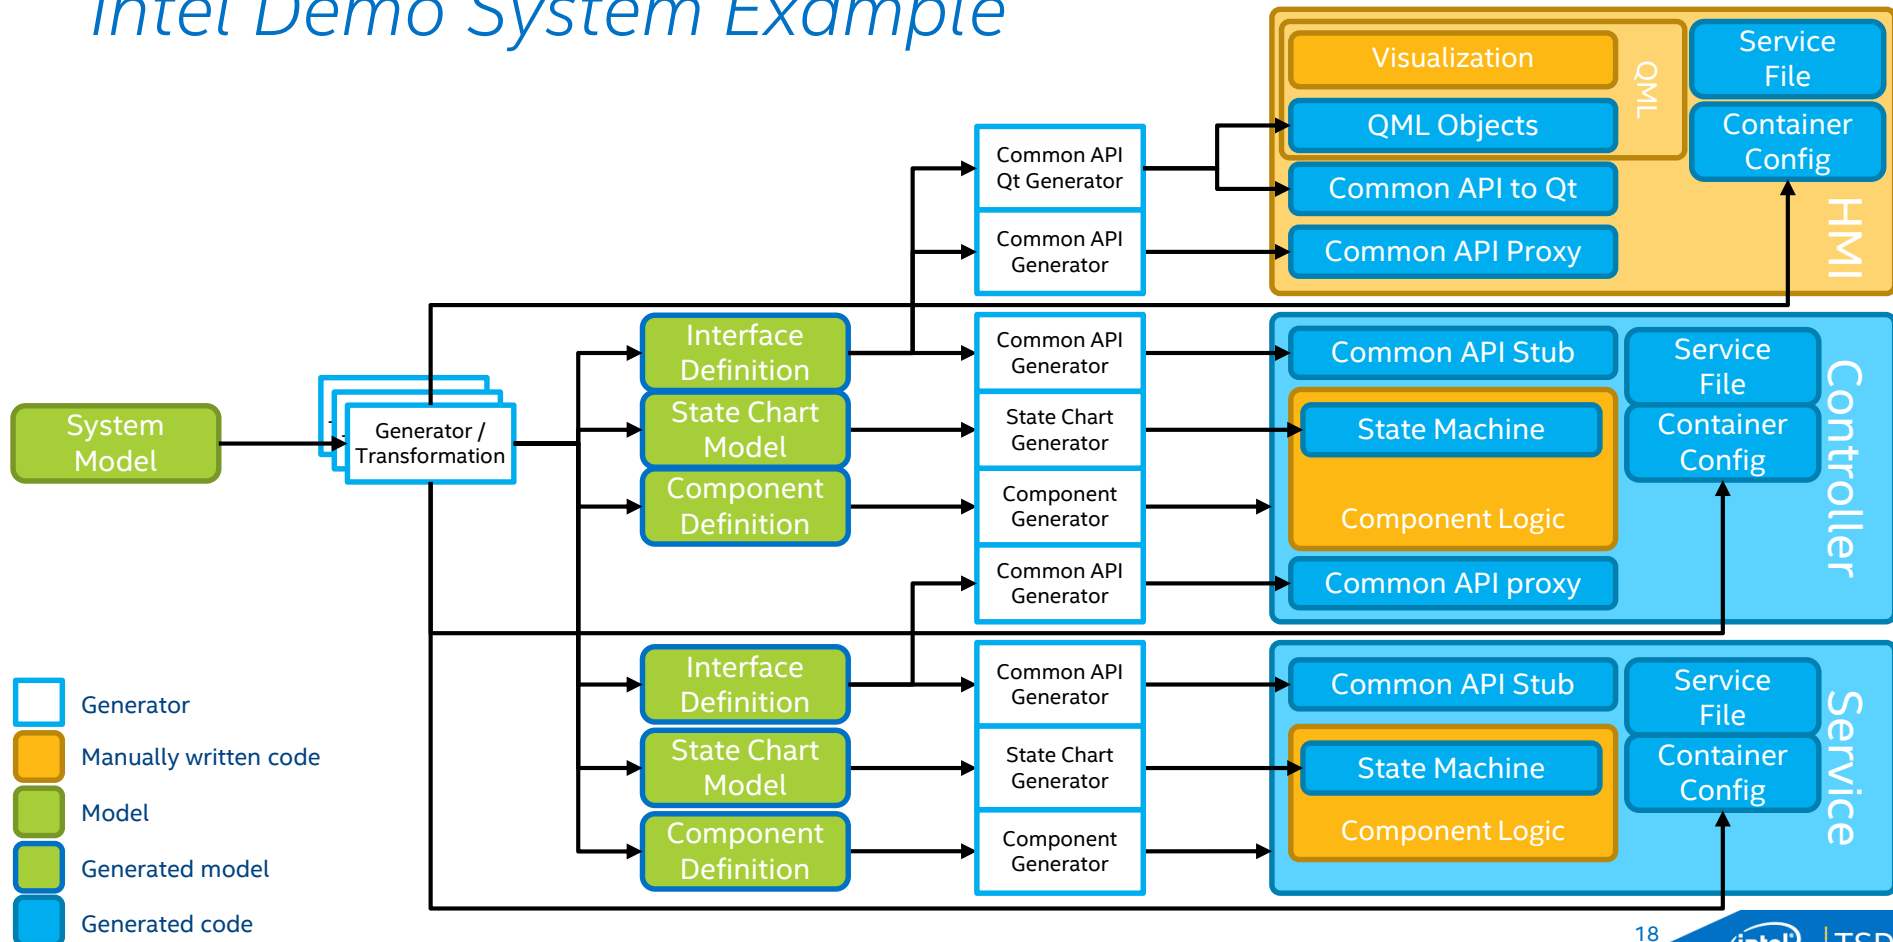 Intel Demo System Example
Visualization
QML Objects
QML
Common API to Qt
Common API Proxy
Service
File
Container
Config
HMI
Common API
Qt Generator
Common API
Generator
System
Model
Generator /
Transformation
Interface
Definition
State Chart
Model
Component
Definition
Common API
Generator
State Chart
Generator
Component
Generator
Common API
Generator
Common API Stub
State Machine
Component Logic
Common API proxy
Service
File
Container
Config
Controller
Interface
Definition
State Chart
Model
Component
Definition
Common API
Generator
State Chart
Generator
Component
Generator
Common API Stub
State Machine
Component Logic
Service
File
Container
Config
Service
Generator
Manually written code
Model
Generated model
Generated code
18
intel